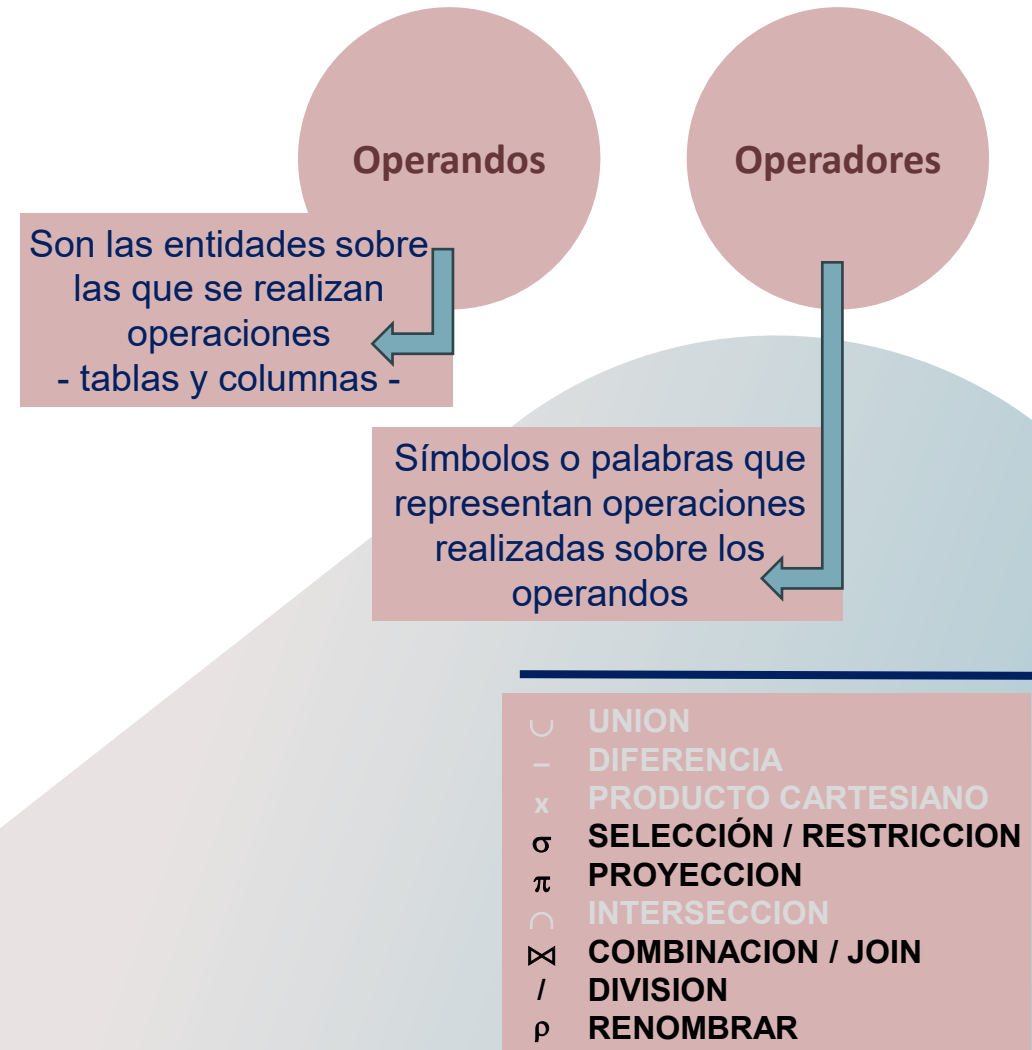 Operandos
Operadores
Son las entidades sobre
las que se realizan
operaciones
- tablas y columnas -
Símbolos o palabras que
representan operaciones
realizadas sobre los
operandos
∪ UNION
– DIFERENCIA
x PRODUCTO CARTESIANO
σ SELECCIÓN / RESTRICCION
π PROYECCION
∩ INTERSECCION
⋈ COMBINACION / JOIN
/ DIVISION
ρ RENOMBRAR